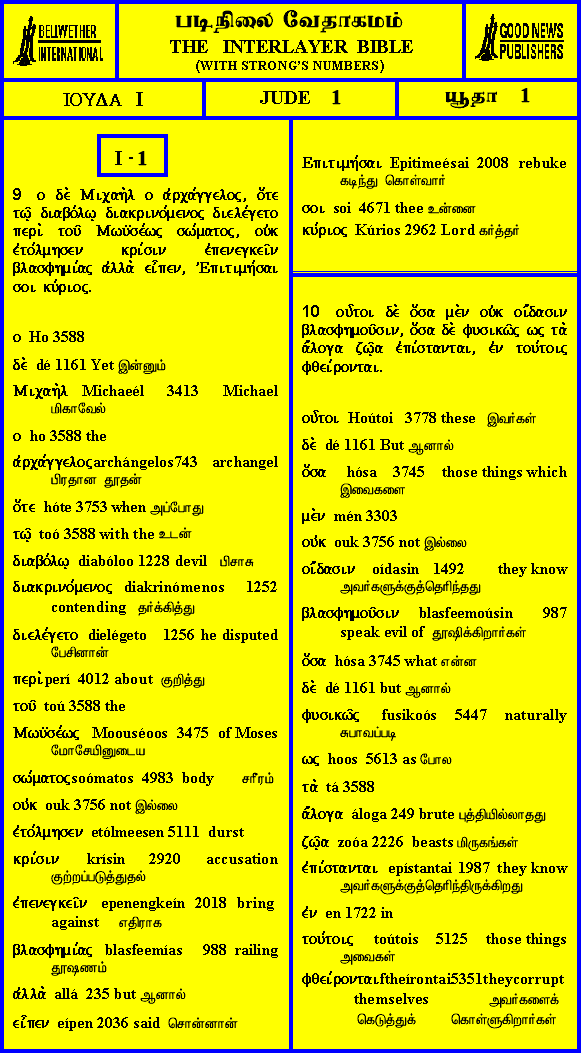 BELLWETHER
INTERNATIONAL
படிநிலை வேதாகமம்
THE INTERLAYER BIBLE
(WITH STRONG'S NUMBERS)
GOOD NEWS
PUBLISHERS
ΙΟΥΔΑ I
JUDE 1
யூதா 1
I - 1
9 ο δὲ Μιχαὴλ ο ἀρχάγγελος, ὅτε
τῷ διαβόλῳ διακρινόμενος διελέγετο
περὶ τοῦ Μωϋσέως σώματος, οὐκ
ἐτόλμησεν κρίσιν ἐπενεγκεῖν
βλασφημίας ἀλλὰ εἶπεν, Ἐπιτιμήσαι
σοι κύριος.
ο Ho 3588
δὲ dé 1161 Yet இன்னும்
Μιχαὴλ Michaeél 3413 Michael
மிகாவேல்
ο ho 3588 the
ἀρχάγγελος archángelos743 archangel
பிரதான தூதன்
ὅτε hóte 3753 when அப்போது
τῷ toó 3588 with the உடன்
διαβόλῳ diabóloo 1228 devil பிசாசு
διακρινόμενος diakrinómenos 1252
contending தர்க்கித்து
διελέγετο dielégeto 1256 he disputed
பேசினான்
περὶ perí 4012 about குறித்து
τοῦ toú 3588 the
Μωϋσέως Moouséoos 3475 of Moses
மோசேயினுடைய
σώματος soómatos 4983 body சரீரம்
οὐκ ouk 3756 not இல்லை
ἐτόλμησεν etólmeesen 5111 durst
κρίσιν krísin 2920 accusation
குற்றப்படுத்துதல்
ἐπενεγκεῖν epenengkeín 2018 bring
against எதிராக
βλασφημίας blasfeemías 988 railing
தூஷணம்
ἀλλὰ allá 235 but ஆனால்
εἶπεν eípen 2036 said சொன்னான்
Επιτιμήσαι Epitimeésai 2008 rebuke
கடிந்து கொள்வார்
σοι soi 4671 thee உன்னை
κύριος Kúrios 2962 Lord கர்த்தர்
10 οὗτοι δὲ ὅσα μὲν οὐκ οἴδασιν
βλασφημοῦσιν, ὅσα δὲ φυσικῶς ως τὰ
ἄλογα ζῷα ἐπίστανται, ἐν τούτοις
φθείρονται.
οὗτοι Hoútoi 3778 these இவர்கள்
δὲ dé 1161 But ஆனால்
ὅσα hósa 3745 those things which
இவைகளை
μὲν mén 3303
οὐκ ouk 3756 not இல்லை
οἴδασιν oídasin 1492 they know
அவர்களுக்குத்தெரிந்தது
βλασφημοῦσιν blasfeemoúsin 987
speak evil of தூஷிக்கிறார்கள்
ὅσα hósa 3745 what என்ன
δὲ dé 1161 but ஆனால்
φυσικῶς fusikoós 5447 naturally
சுபாவப்படி
ως hoos 5613 as போல
τὰ tá 3588
ἄλογα áloga 249 brute புத்தியில்லாதது
ζῷα zoóa 2226 beasts மிருகங்கள்
ἐπίστανται epístantai 1987 they know
அவர்களுக்குத்தெரிந்திருக்கிறது
ἐν en 1722 in
τούτοις toútois 5125 those things
அவைகள்
φθείρονται ftheírontai5351theycorrupt
themselves அவர்களைக்
கெடுத்துக் கொள்ளுகிறார்கள்